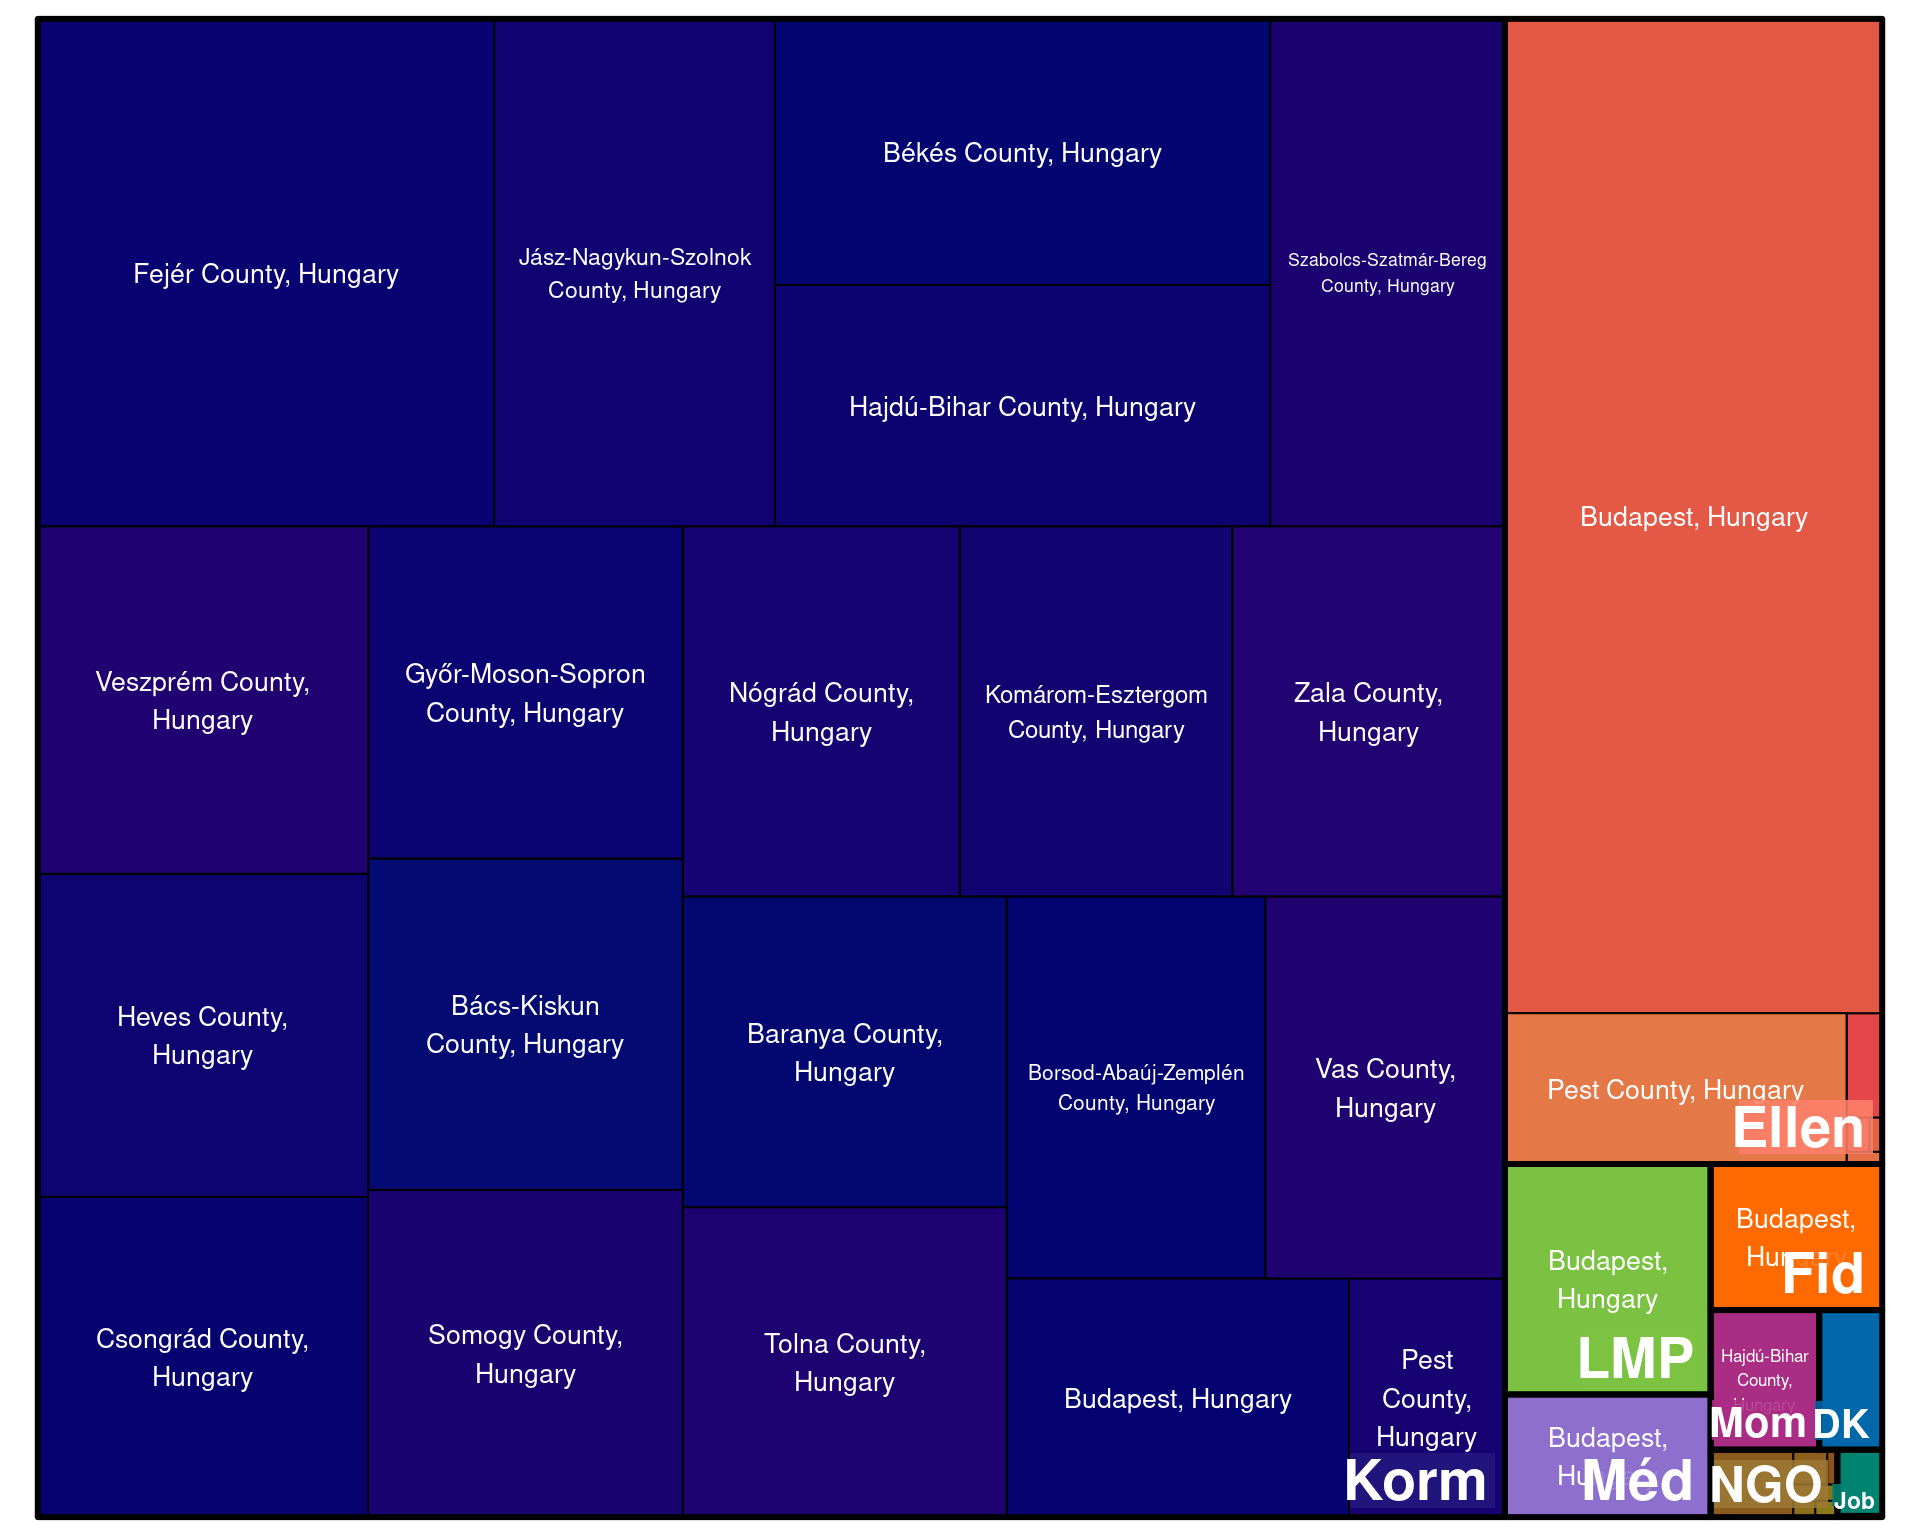 Fejér County, Hungary
Jász-Nagykun-Szolnok
County, Hungary
Békés County, Hungary
Hajdú-Bihar County, Hungary
Szabolcs-Szatmár-Bereg
County, Hungary
Veszprém County,
Hungary
Győr-Moson-Sopron
County, Hungary
Nógrád County,
Hungary
Komárom-Esztergom
County, Hungary
Zala County,
Hungary
Heves County,
Hungary
Bács-Kiskun
County, Hungary
Baranya County,
Hungary
Borsod-Abaúj-Zemplén
County, Hungary
Vas County,
Hungary
Csongrád County,
Hungary
Somogy County,
Hungary
Tolna County,
Hungary
Budapest, Hungary
Pest
County,
Hungary
Korm
Budapest, Hungary
Pest County, Hungary
Ellen
Budapest,
Hungary
LMP
Budapest,
Hungary
Fid
Hajdú-Bihar
County,
Hungary
Mom
DK
Budapest,
Méd
NGO
Job